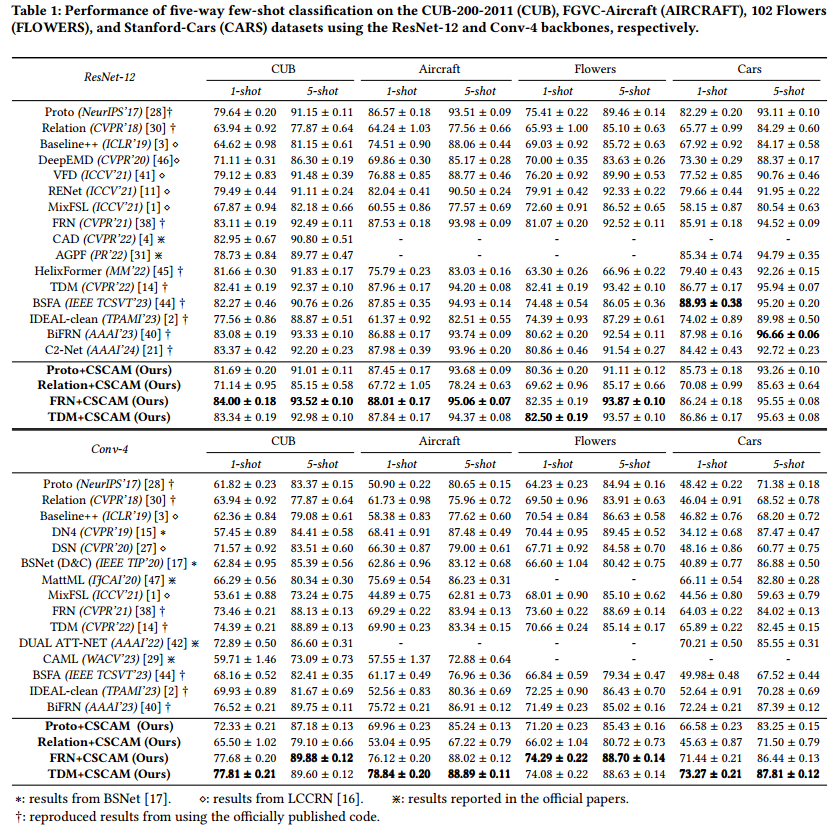 Table 1: Performance of five-way few-shot classification on the CUB-200-2011 (CUB), FGVC-Aircraft (AIRCRAFT), 102 Flowers
(FLOWERS), and Stanford-Cars (CARS) datasets using the ResNet-12 and Conv-4 backbones, respectively.
ResNet-12 CUB Aircraft Flowers Cars
1-shot 5-shot 1-shot 5-shot 1-shot 5-shot 1-shot 5-shot
Proto (NeurIPS'17) [28]† 79.64 ± 0.20 91.15 ± 0.11 86.57 ± 0.18 93.51 ± 0.09 75.41 ± 0.22 89.46 ± 0.14 82.29 ± 0.20 93.11 ± 0.10
Relation (CVPR'18) [30] † 63.94 ± 0.92 77.87 ± 0.64 64.24 ± 1.03 77.56 ± 0.66 65.93 ± 1.00 85.10 ± 0.63 65.77 ± 0.99 84.29 ± 0.60
Baseline++ (ICLR'19) [3] ⋄ 64.62 ± 0.98 81.15 ± 0.61 74.51 ± 0.90 88.06 ± 0.44 69.03 ± 0.92 85.72 ± 0.63 67.92 ± 0.92 84.17 ± 0.58
DeepEMD (CVPR'20) [46]⋄ 71.11 ± 0.31 86.30 ± 0.19 69.86 ± 0.30 85.17 ± 0.28 70.00 ± 0.35 83.63 ± 0.26 73.30 ± 0.29 88.37 ± 0.17
VFD (ICCV'21) [41] ⋄ 79.12 ± 0.83 91.48 ± 0.39 76.88 ± 0.85 88.77 ± 0.46 76.20 ± 0.92 89.90 ± 0.53 77.52 ± 0.85 90.76 ± 0.46
RENet (ICCV'21) [11] ⋄ 79.49 ± 0.44 91.11 ± 0.24 82.04 ± 0.41 90.50 ± 0.24 79.91 ± 0.42 92.33 ± 0.22 79.66 ± 0.44 91.95 ± 0.22
MixFSL (ICCV'21) [1] ⋄ 67.87 ± 0.94 82.18 ± 0.66 60.55 ± 0.86 77.57 ± 0.69 72.60 ± 0.91 86.52 ± 0.65 58.15 ± 0.87 80.54 ± 0.63
FRN (CVPR'21) [38] † 83.11 ± 0.19 92.49 ± 0.11 87.53 ± 0.18 93.98 ± 0.09 81.07 ± 0.20 92.52 ± 0.11 85.91 ± 0.18 94.52 ± 0.09
CAD (CVPR'22) [4] ⋇ 82.95 ± 0.67 90.80 ± 0.51 - - - - - -
AGPF (PR'22) [31] ⋇ 78.73 ± 0.84 89.77 ± 0.47 - - - - 85.34 ± 0.74 94.79 ± 0.35
HelixFormer (MM'22) [45] † 81.66 ± 0.30 91.83 ± 0.17 75.79 ± 0.23 83.03 ± 0.16 63.30 ± 0.26 66.96 ± 0.22 79.40 ± 0.43 92.26 ± 0.15
TDM (CVPR'22) [14] † 82.41 ± 0.19 92.37 ± 0.10 87.96 ± 0.17 94.20 ± 0.08 82.41 ± 0.19 93.42 ± 0.10 86.77 ± 0.17 95.94 ± 0.07
BSFA (IEEE TCSVT'23) [44] † 82.27 ± 0.46 90.76 ± 0.26 87.85 ± 0.35 94.93 ± 0.14 74.48 ± 0.54 86.05 ± 0.36 88.93 ± 0.38 95.20 ± 0.20
IDEAL-clean (TPAMI'23) [2] † 77.56 ± 0.86 88.87 ± 0.51 61.37 ± 0.92 82.51 ± 0.55 74.39 ± 0.93 87.29 ± 0.61 74.02 ± 0.89 89.98 ± 0.50
BiFRN (AAAI'23) [40] † 83.08 ± 0.19 93.33 ± 0.10 86.88 ± 0.17 93.74 ± 0.09 80.62 ± 0.20 92.54 ± 0.11 87.98 ± 0.16 96.66 ± 0.06
C2-Net (AAAI'24) [21] † 83.37 ± 0.42 92.20 ± 0.23 87.98 ± 0.39 93.96 ± 0.20 80.86 ± 0.46 91.54 ± 0.27 84.42 ± 0.43 92.72 ± 0.23
Proto+CSCAM (Ours) 81.69 ± 0.20 91.01 ± 0.11 87.45 ± 0.17 93.68 ± 0.09 80.36 ± 0.20 91.11 ± 0.12 85.73 ± 0.18 93.26 ± 0.10
Relation+CSCAM (Ours) 71.14 ± 0.95 85.15 ± 0.58 67.72 ± 1.05 78.24 ± 0.63 69.62 ± 0.96 85.17 ± 0.66 70.08 ± 0.99 85.63 ± 0.64
FRN+CSCAM (Ours) 84.00 ± 0.18 93.52 ± 0.10 88.01 ± 0.17 95.06 ± 0.07 82.35 ± 0.19 93.87 ± 0.10 86.24 ± 0.18 95.55 ± 0.08
TDM+CSCAM (Ours) 83.34 ± 0.19 92.98 ± 0.10 87.84 ± 0.17 94.37 ± 0.08 82.50 ± 0.19 93.57 ± 0.10 86.86 ± 0.17 95.63 ± 0.08
Conv-4 CUB Aircraft Flowers Cars
1-shot 5-shot 1-shot 5-shot 1-shot 5-shot 1-shot 5-shot
Proto (NeurIPS'17) [28] † 61.82 ± 0.23 83.37 ± 0.15 50.90 ± 0.22 80.65 ± 0.15 64.23 ± 0.23 84.94 ± 0.16 48.42 ± 0.22 71.38 ± 0.18
Relation (CVPR'18) [30] † 63.94 ± 0.92 77.87 ± 0.64 61.73 ± 0.98 75.96 ± 0.72 69.50 ± 0.96 83.91 ± 0.63 46.04 ± 0.91 68.52 ± 0.78
Baseline++ (ICLR'19) [3] ⋄ 62.36 ± 0.84 79.08 ± 0.61 58.38 ± 0.83 77.62 ± 0.60 70.54 ± 0.84 86.63 ± 0.58 46.82 ± 0.76 68.20 ± 0.72
DN4 (CVPR'19) [15] ∗ 57.45 ± 0.89 84.41 ± 0.58 68.41 ± 0.91 87.48 ± 0.49 70.44 ± 0.95 89.45 ± 0.52 34.12 ± 0.68 87.47 ± 0.47
DSN (CVPR'20) [27] ⋄ 71.57 ± 0.92 83.51 ± 0.60 66.30 ± 0.87 79.00 ± 0.61 67.71 ± 0.92 84.58 ± 0.70 48.16 ± 0.86 60.77 ± 0.75
BSNet (D&C) (IEEE TIP'20) [17] ∗ 62.84 ± 0.95 85.39 ± 0.56 62.86 ± 0.96 83.12 ± 0.68 66.60 ± 1.04 80.42 ± 0.75 40.89 ± 0.77 86.88 ± 0.50
MattML (IJCAI'20) [47] ⋇ 66.29 ± 0.56 80.34 ± 0.30 75.69 ± 0.54 86.23 ± 0.31 - - 66.11 ± 0.54 82.80 ± 0.28
MixFSL (ICCV'21) [1] ⋄ 53.61 ± 0.88 73.24 ± 0.75 44.89 ± 0.75 62.81 ± 0.73 68.01 ± 0.90 85.10 ± 0.62 44.56 ± 0.80 59.63 ± 0.79
FRN (CVPR'21) [38] † 73.46 ± 0.21 88.13 ± 0.13 69.29 ± 0.22 83.94 ± 0.13 73.60 ± 0.22 88.69 ± 0.14 64.03 ± 0.22 84.02 ± 0.13
TDM (CVPR'22) [14] † 74.39 ± 0.21 88.89 ± 0.13 69.90 ± 0.23 83.34 ± 0.15 70.66 ± 0.24 85.14 ± 0.17 65.89 ± 0.22 82.45 ± 0.15
DUAL ATT-NET (AAAI'22) [42] ⋇ 72.89 ± 0.50 86.60 ± 0.31 - - - - 70.21 ± 0.50 85.55 ± 0.31
CAML (WACV'23) [29] ⋇ 59.71 ± 1.46 73.09 ± 0.73 57.55 ± 1.37 72.88 ± 0.64 - - - -
BSFA (IEEE TCSVT'23) [44] † 68.16 ± 0.52 82.41 ± 0.35 61.17 ± 0.49 76.96 ± 0.36 66.84 ± 0.59 79.34 ± 0.47 49.98± 0.48 67.52 ± 0.44
IDEAL-clean (TPAMI'23) [2] † 69.93 ± 0.89 81.67 ± 0.69 52.56 ± 0.83 80.36 ± 0.69 72.25 ± 0.90 86.43 ± 0.70 52.64 ± 0.91 70.28 ± 0.69
BiFRN (AAAI'23) [40] † 76.52 ± 0.21 89.75 ± 0.11 75.72 ± 0.21 86.91 ± 0.12 71.49 ± 0.23 85.02 ± 0.16 72.24 ± 0.21 87.39 ± 0.12
Proto+CSCAM (Ours) 72.33 ± 0.21 87.18 ± 0.13 69.96 ± 0.23 85.24 ± 0.13 71.20 ± 0.23 85.43 ± 0.16 66.58 ± 0.23 83.25 ± 0.15
Relation+CSCAM (Ours) 65.50 ± 1.02 79.10 ± 0.66 53.04 ± 0.95 67.22 ± 0.79 66.02 ± 1.04 80.72 ± 0.73 45.63 ± 0.87 71.50 ± 0.79
FRN+CSCAM (Ours) 77.68 ± 0.20 89.88 ± 0.12 76.12 ± 0.20 88.02 ± 0.12 74.29 ± 0.22 88.70 ± 0.14 71.44 ± 0.21 86.44 ± 0.13
TDM+CSCAM (Ours) 77.81 ± 0.21 89.60 ± 0.12 78.84 ± 0.20 88.89 ± 0.11 74.08 ± 0.22 88.63 ± 0.14 73.27 ± 0.21 87.81 ± 0.12
∗: results from BSNet [17]. ⋄: results from LCCRN [16]. ⋇: results reported in the official papers.
†: reproduced results from using the officially published code.